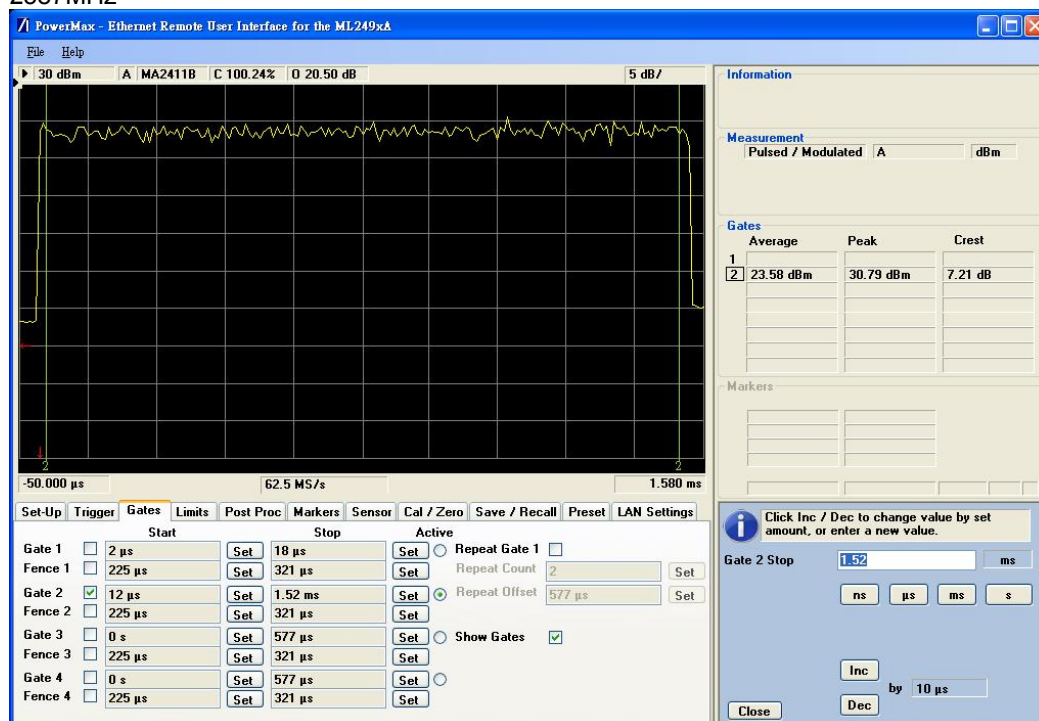 PowerMax - Ethernet Remote User Interface for the ML249xA
File Help
30 dBm A MA2411B C 100.24% O 20.50 dB 5 dB/
2 2
-50.000 µs 62.5 MS/s 1.580 ms
Set-Up Trigger Gates Limits Post Proc Markers Sensor Cal / Zero Save / Recall Preset LAN Settings
Start Stop Active
Gate 1 2 µs Set 18 µs Set Repeat Gate 1
Fence 1 225 µs Set 321 µs Set Repeat Count 2 Set
Gate 2 12 µs Set 1.52 ms Set Repeat Offset 577 µs Set
Fence 2 225 µs Set 321 µs Set
Gate 3 0 s Set 577 µs Set Show Gates
Fence 3 225 µs Set 321 µs Set
Gate 4 0 s Set 577 µs Set
Fence 4 225 µs Set 321 µs Set
Information
Measurement
Pulsed / Modulated A dBm
Gates
Average Peak Crest
1
2 23.58 dBm 30.79 dBm 7.21 dB
Markers
Click Inc / Dec to change value by set
amount, or enter a new value.
Gate 2 Stop 1.52 ms
ns µs ms s
Inc
by 10 µs
Dec
Close